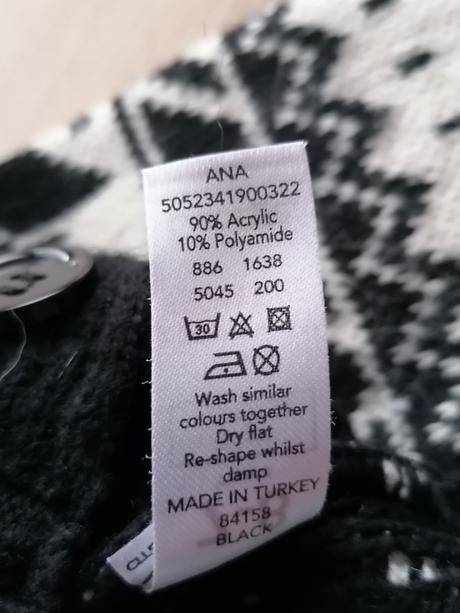 ANA
5052341900322
90% Acrylic
10% Polyamide
886 1638
5045 200
30
Wash similar
colours together
Dry flat
Re-shape whilst
damp
MADE IN TURKEY
84158
BLACK